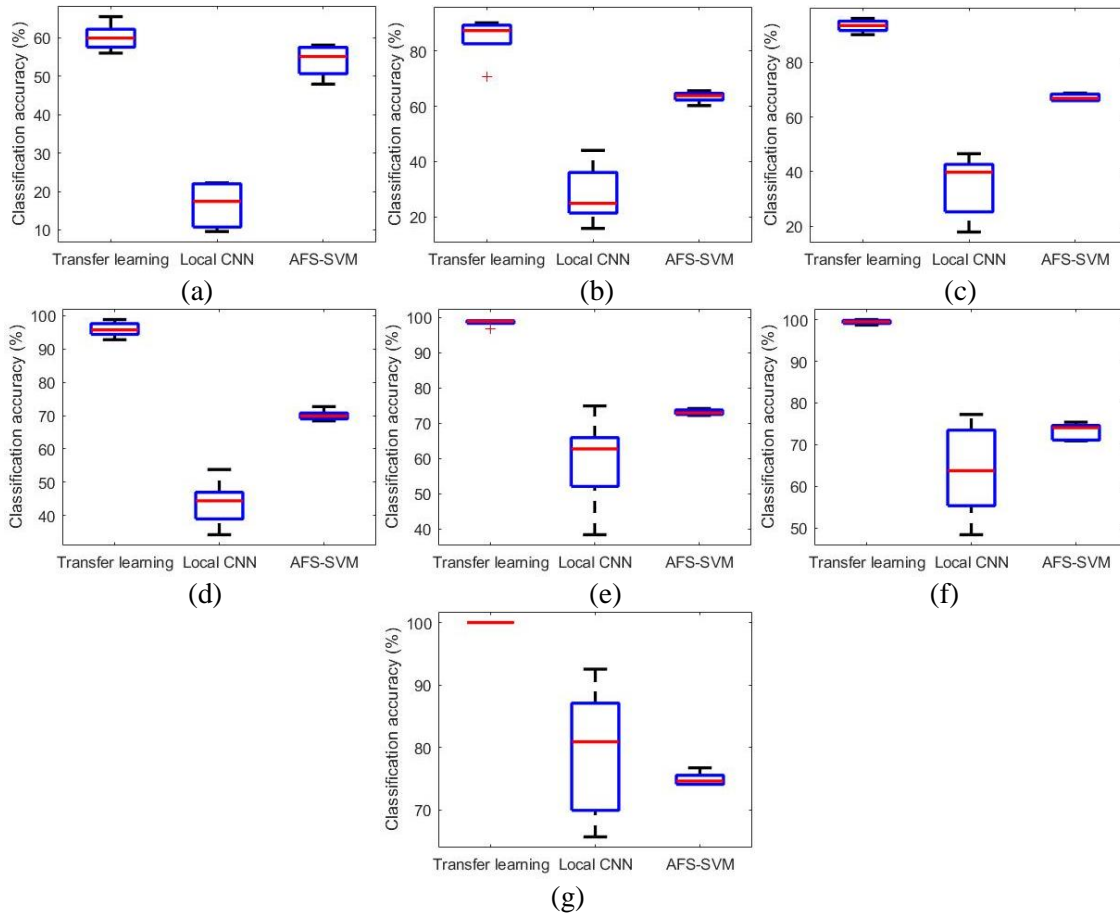 Classification accuracy (%)
60
50
40
30
20
10
Transfer learning Local CNN AFS-SVM
(a)
Classification accuracy (%)
80
60
40
20
Transfer learning Local CNN AFS-SVM
(b)
Classification accuracy (%)
80
60
40
20
Transfer learning Local CNN AFS-SVM
(c)
Classification accuracy (%)
100
90
80
70
60
50
40
Transfer learning Local CNN AFS-SVM
(d)
Classification accuracy (%)
100
90
80
70
60
50
40
Transfer learning Local CNN AFS-SVM
(e)
Classification accuracy (%)
100
90
80
70
60
50
Transfer learning Local CNN AFS-SVM
(f)
Classification accuracy (%)
100
90
80
70
Transfer learning Local CNN AFS-SVM
(g)